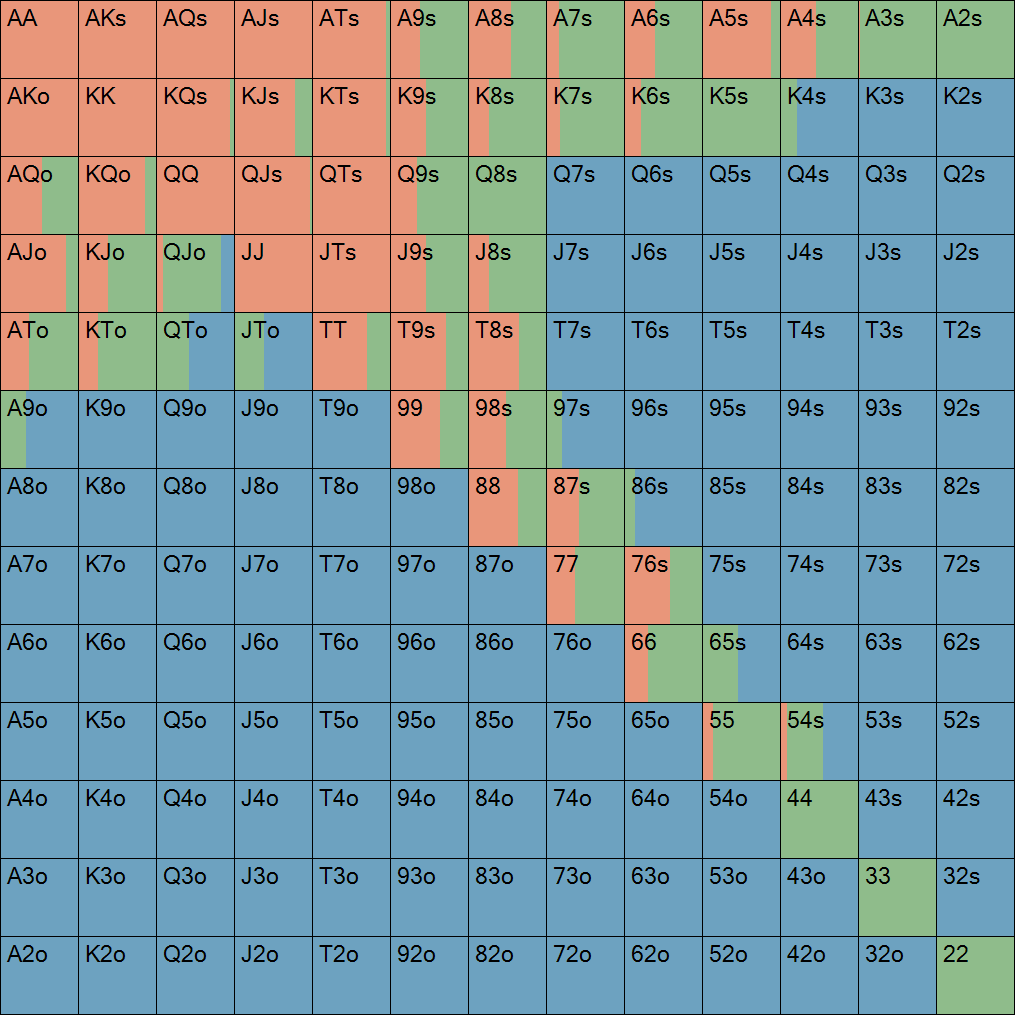 AA AKs AQs AJs ATs A9s A8s A7s A6s A5s A4s A3s A2s
AKo KK KQs KJs KTs K9s K8s K7s K6s K5s K4s K3s K2s
AQo KQo QQ QJs QTs Q9s Q8s Q7s Q6s Q5s Q4s Q3s Q2s
AJo KJo QJo JJ JTs J9s J8s J7s J6s J5s J4s J3s J2s
ATo KTo QTo JTo TT T9s T8s T7s T6s T5s T4s T3s T2s
A9o K9o Q9o J9o T9o 99 98s 97s 96s 95s 94s 93s 92s
A8o K8o Q8o J8o T8o 98o 88 87s 86s 85s 84s 83s 82s
A7o K7o Q7o J7o T7o 97o 87o 77 76s 75s 74s 73s 72s
A6o K6o Q6o J6o T6o 96o 86o 76o 66 65s 64s 63s 62s
A5o K5o Q5o J5o T5o 95o 85o 75o 65o 55 54s 53s 52s
A4o K4o Q4o J4o T4o 94o 84o 74o 64o 54o 44 43s 42s
A3o K3o Q3o J3o T3o 93o 83o 73o 63o 53o 43o 33 32s
A2o K2o Q2o J2o T2o 92o 82o 72o 62o 52o 42o 32o 22